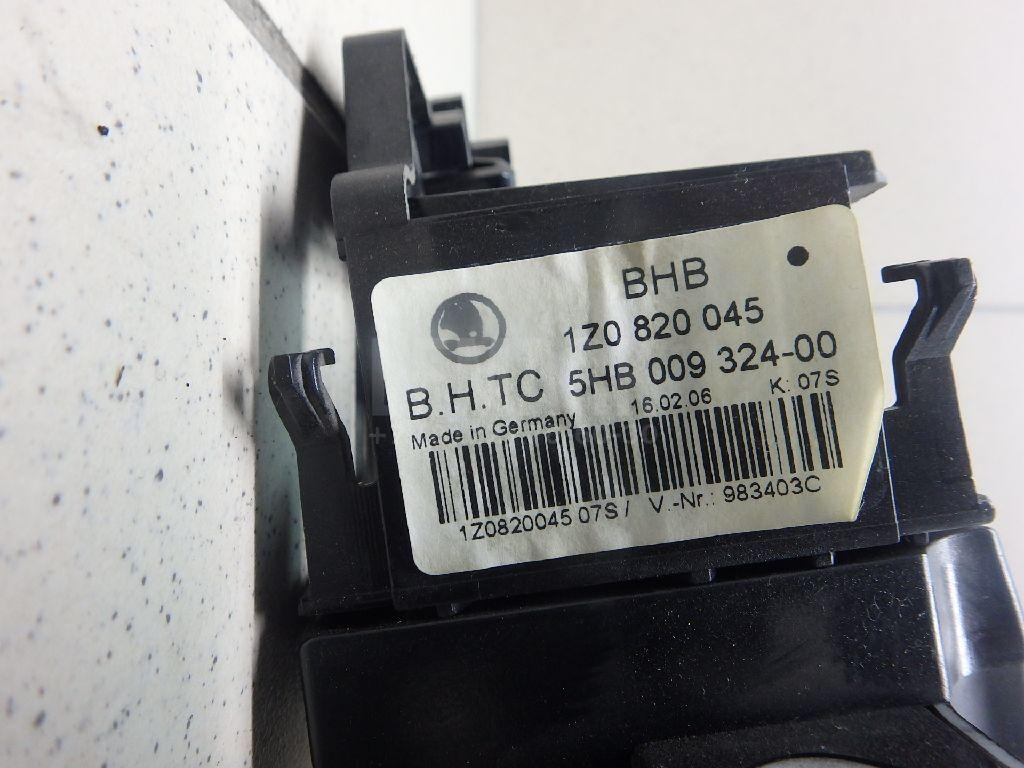 BHB
1Z0 820 045
B.H.TC 5HB 009 324-00
Made in Germany 16.02.06 K: 07S
1Z0820045 07S / V.-Nr.: 983403C